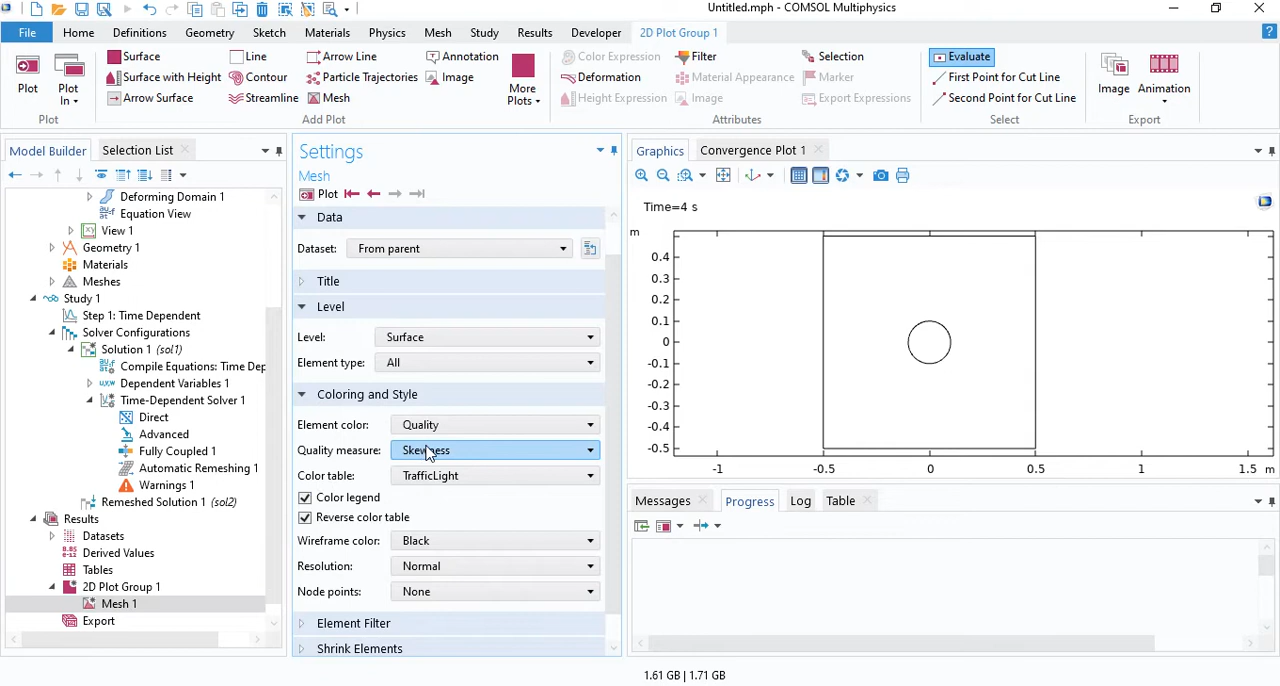 Untitled.mph - COMSOL Multiphysics
File Home Definitions Geometry Sketch Materials Physics Mesh Study Results Developer 2D Plot Group 1 ?
Surface Line Arrow Line Annotation Color Expression Filter Selection Evaluate
Surface with Height Contour Particle Trajectories Image Deformation Material Appearance Marker First Point for Cut Line
Plot Plot In More Plots Image Animation
Arrow Surface Streamline Mesh Height Expression Image Export Expressions Second Point for Cut Line
Plot Add Plot Attributes Select Export
Model Builder Selection List
Deforming Domain 1
Equation View
View 1
Geometry 1
Materials
Meshes
Study 1
Step 1: Time Dependent
Solver Configurations
Solution 1 (sol1)
Compile Equations: Time Dep
Dependent Variables 1
Time-Dependent Solver 1
Direct
Advanced
Fully Coupled 1
Automatic Remeshing 1
Warnings 1
Remeshed Solution 1 (sol2)
Results
Datasets
Derived Values
Tables
2D Plot Group 1
Mesh 1
Export
Settings
Mesh
Plot
Data
Dataset: From parent
Title
Level
Level: Surface
Element type: All
Coloring and Style
Element color: Quality
Quality measure: Skewness
Color table: TrafficLight
Color legend
Reverse color table
Wireframe color: Black
Resolution: Normal
Node points: None
Element Filter
Shrink Elements
Graphics Convergence Plot 1
Time=4 s
m
0.4
0.3
0.2
0.1
0
-0.1
-0.2
-0.3
-0.4
-0.5
-1 -0.5 0 0.5 1 1.5 m
Messages Progress Log Table
1.61 GB | 1.71 GB